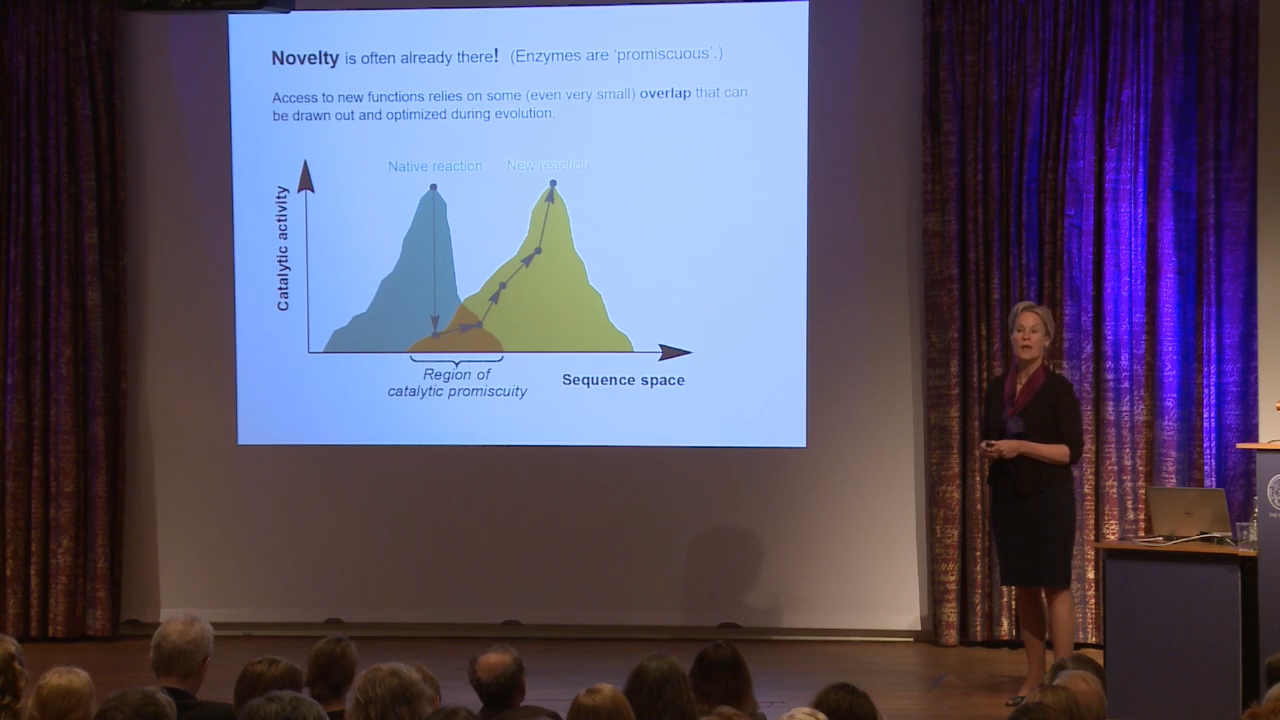 Novelty is often already there! (Enzymes are 'promiscuous'.)
Access to new functions relies on some (even very small) overlap that can
be drawn out and optimized during evolution.
Native reaction
New reaction
Catalytic activity
Region of
catalytic promiscuity
Sequence space